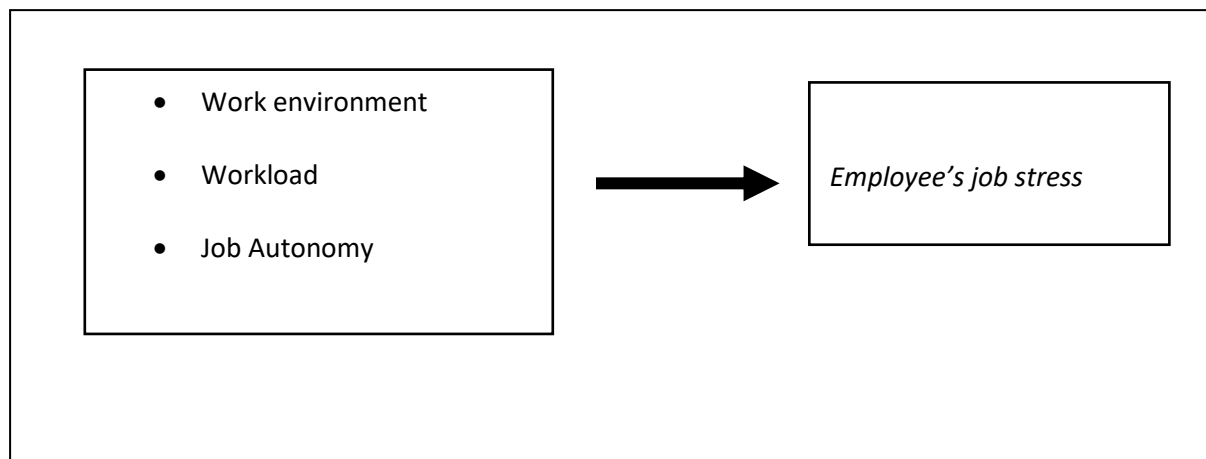 • Work environment
• Workload
• Job Autonomy
Employee’s job stress